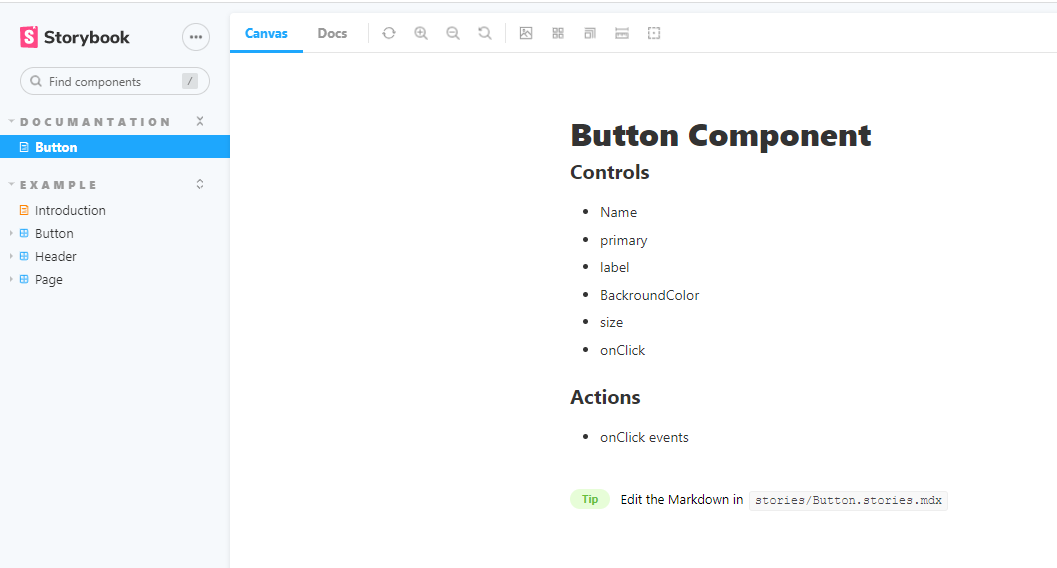 Storybook
Find components /
DOCUMANTATION
Button
EXAMPLE
Introduction
Button
Header
Page
Canvas Docs
Button Component
Controls
Name
primary
label
BackroundColor
size
onClick
Actions
onClick events
Tip Edit the Markdown in stories/Button.stories.mdx